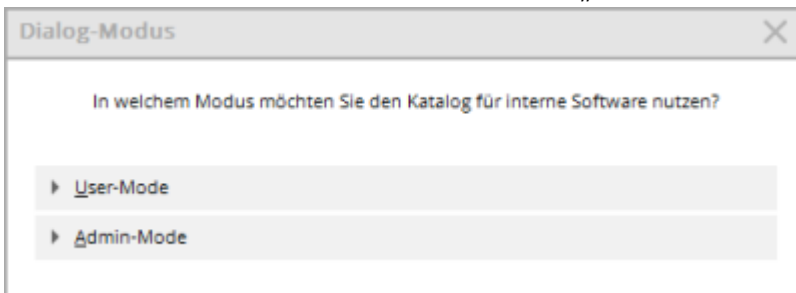 Dialog-Modus
In welchem Modus möchten Sie den Katalog für interne Software nutzen?
User-Mode
Admin-Mode